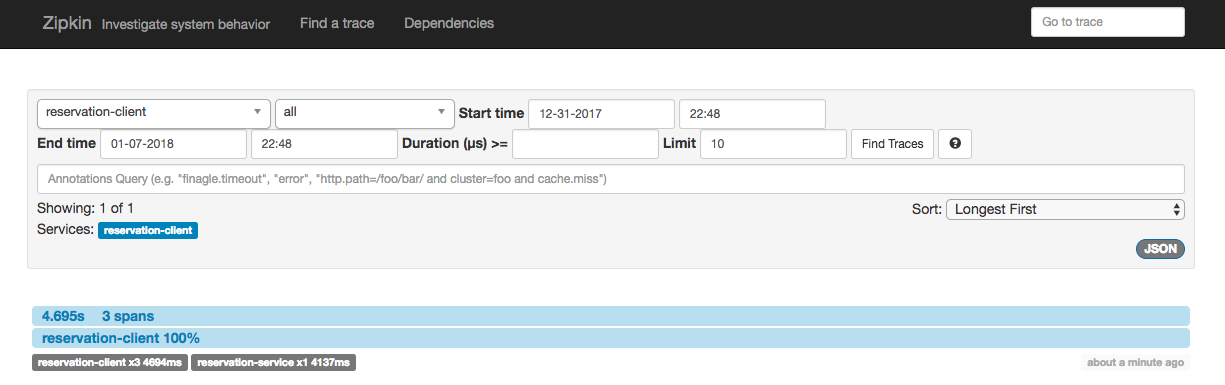 Zipkin Investigate system behavior Find a trace Dependencies Go to trace
reservation-client all Start time 12-31-2017 22:48
End time 01-07-2018 22:48 Duration (µs) >= Limit 10 Find Traces ?
Annotations Query (e.g. "finagle.timeout", "error", "http.path=/foo/bar/ and cluster=foo and cache.miss")
Showing: 1 of 1 Sort: Longest First
Services: reservation-client
JSON
4.695s 3 spans
reservation-client 100%
reservation-client x3 4694ms reservation-service x1 4137ms about a minute ago